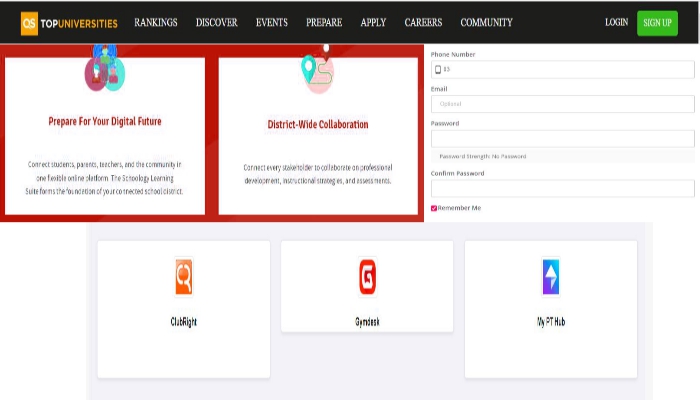 QS TOPUNIVERSITIES RANKINGS DISCOVER EVENTS PREPARE APPLY CAREERS COMMUNITY LOGIN SIGN UP
Prepare For Your Digital Future
Connect students, parents, teachers, and the community in
one flexible online platform. The Schoology Learning
Suite forms the foundation of your connected school district.
District-Wide Collaboration
Connect every stakeholder to collaborate on professional
development, instructional strategies, and assessments.
Phone Number
03
Email
Optional
Password
Password Strength: No Password
Confirm Password
Remember Me
ClubRight
Gymdesk
My PT Hub